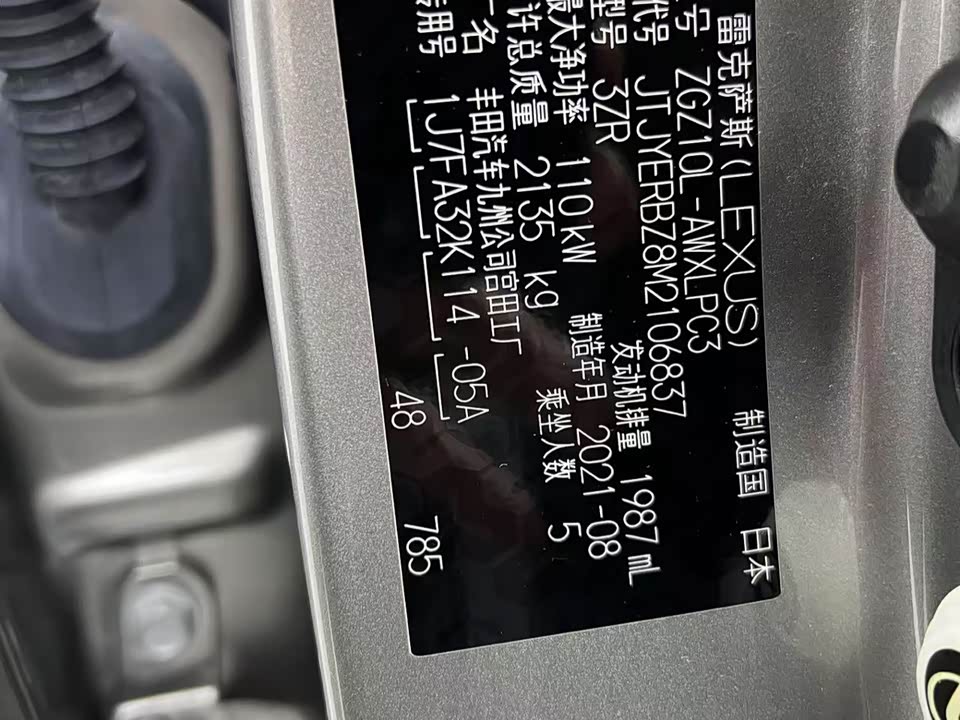 雷克萨斯(LEXUS) 制造国 日本
号 ZGZ10L-AWXLPC3
代号 JTJYERBZ8M2106837
型号 3ZR 发动机排量 1987 mL
最大净功率 110 kW 制造年月 2021-08
许总质量 2135 kg 乘坐人数 5
名 丰田汽车九州公司宫田工厂
专用号 1J7FA32K114 -05A
48 785